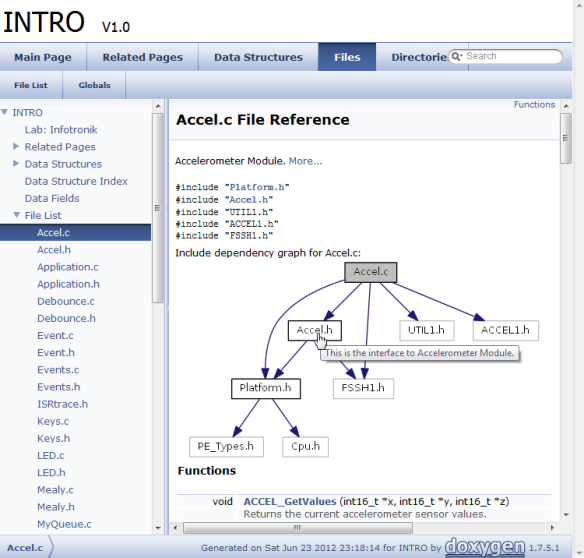 INTRO V1.0
Main Page Related Pages Data Structures Files Directorie Search
File List Globals
INTRO
Lab: Infotronik
Related Pages
Data Structures
Data Structure Index
Data Fields
File List
Accel.c
Accel.h
Application.c
Application.h
Debounce.c
Debounce.h
Event.c
Event.h
Events.c
Events.h
ISRtrace.h
Keys.c
Keys.h
LED.c
LED.h
Mealy.c
Mealy.h
MyQueue.c
Functions
Accel.c File Reference
Accelerometer Module. More...
#include "Platform.h"
#include "Accel.h"
#include "UTIL1.h"
#include "ACCEL1.h"
#include "FSSH1.h"
Include dependency graph for Accel.c:
Accel.c
Accel.h UTIL1.h ACCEL1.h
This is the interface to Accelerometer Module.
Platform.h FSSH1.h
PE_Types.h Cpu.h
Functions
void ACCEL_GetValues (int16_t *x, int16_t *y, int16_t *z)
Returns the current accelerometer sensor values.
Accel.c Generated on Sat Jun 23 2012 23:18:14 for INTRO by doxygen 1.7.5.1